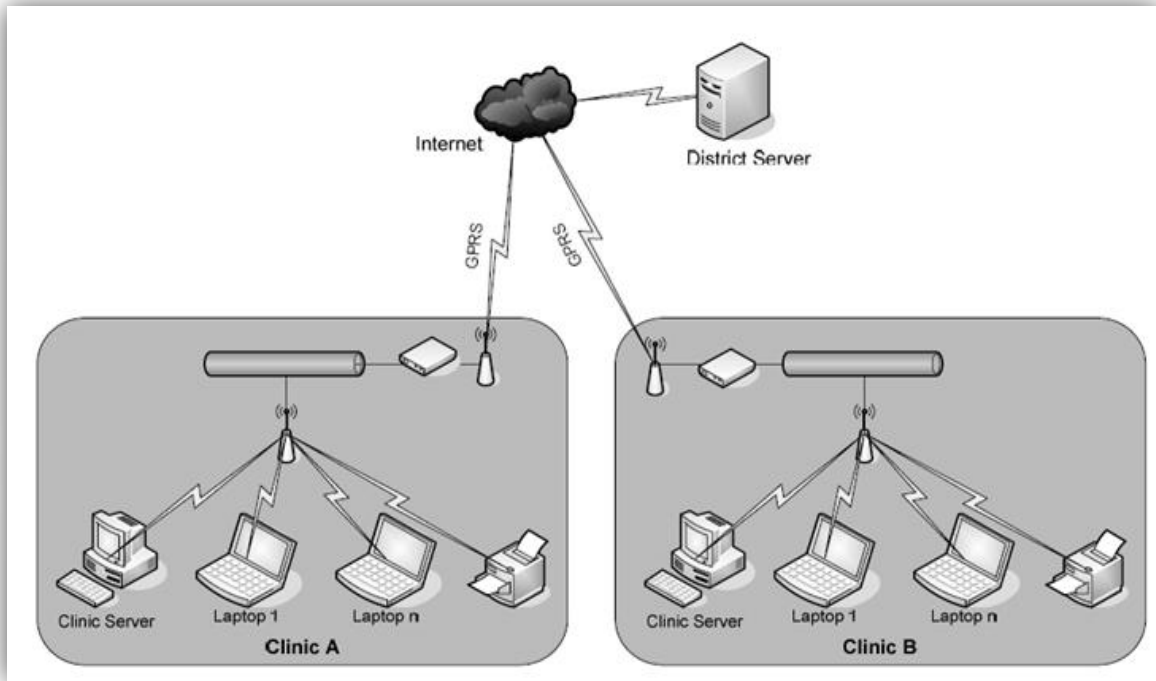 Internet
District Server
GPRS
GPRS
Clinic Server
Laptop 1
Laptop n
Clinic A
Clinic Server
Laptop 1
Laptop n
Clinic B